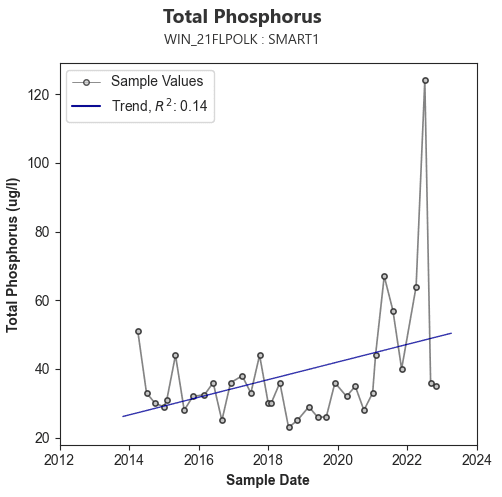 Total Phosphorus
WIN_21FLPOLK : SMART1
Sample Values
Trend, R²: 0.14
120
100
80
60
40
20
Total Phosphorus (ug/l)
2012 2014 2016 2018 2020 2022 2024
Sample Date